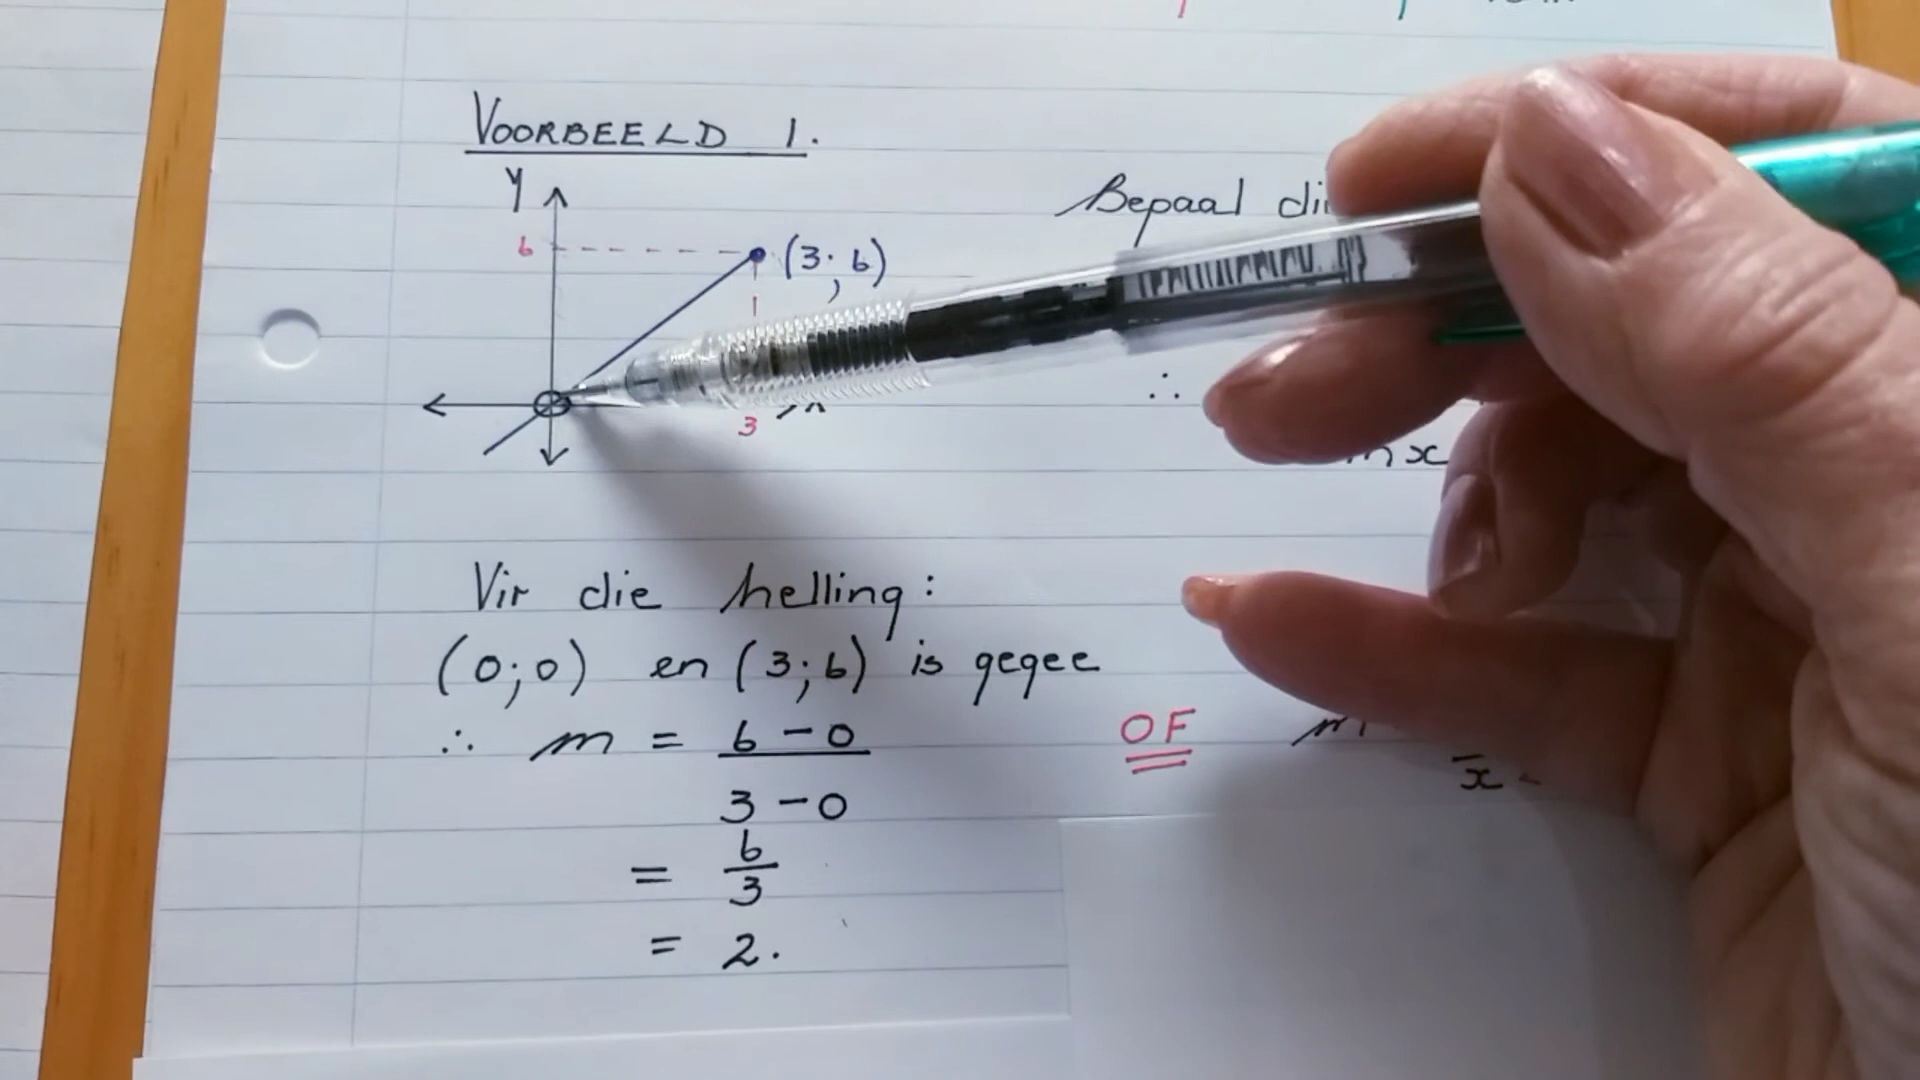 VOORBEELD 1.
Y
6
(3; 6)
3
Bepaal
∴
mx
Vir die helling:
(0;0) en (3;6) is gegee
∴ m = 6 - 0
3 - 0
= 6
3
= 2.
OF
m
x